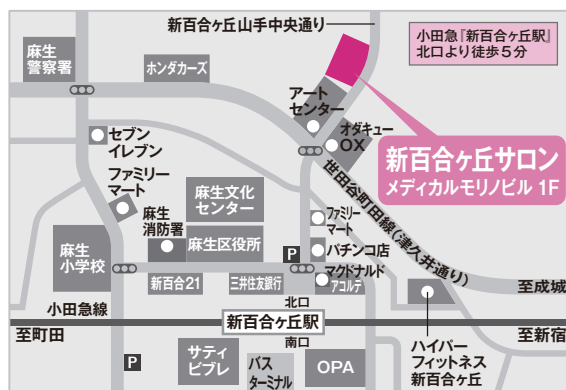 新百合ヶ丘山手中央通り
小田急『新百合ヶ丘駅』
北口より徒歩5分
麻生
警察署
ホンダカーズ
アート
センター
オダキュー
OX
新百合ヶ丘サロン
メディカルモリノビル 1F
セブン
イレブン
ファミリー
マート
世田谷町田線(津久井通り)
麻生文化
センター
麻生
消防署
麻生区役所
ファミリー
マート
パチンコ店
P
麻生
小学校
新百合21
三井住友銀行
マクドナルド
アコルデ
北口
至成城
小田急線
新百合ヶ丘駅
至町田
南口
至新宿
P
サティ
ビブレ
バス
ターミナル
OPA
ハイパー
フィットネス
新百合ヶ丘